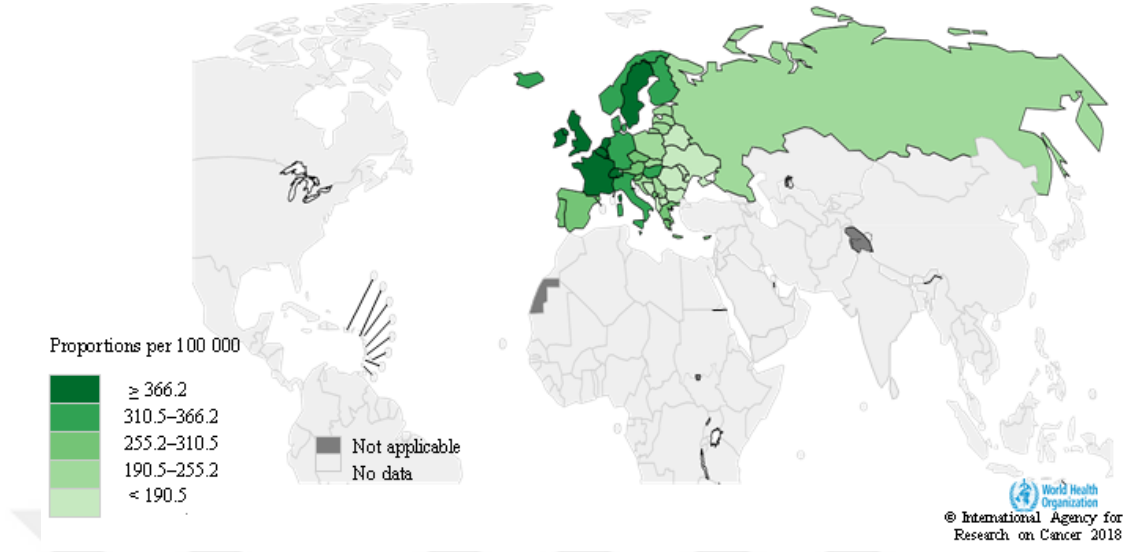 Proportions per 100 000
≥ 366.2
310.5–366.2
255.2–310.5
190.5–255.2
< 190.5
Not applicable
No data
World Health
Organization
© International Agency for
Research on Cancer 2018